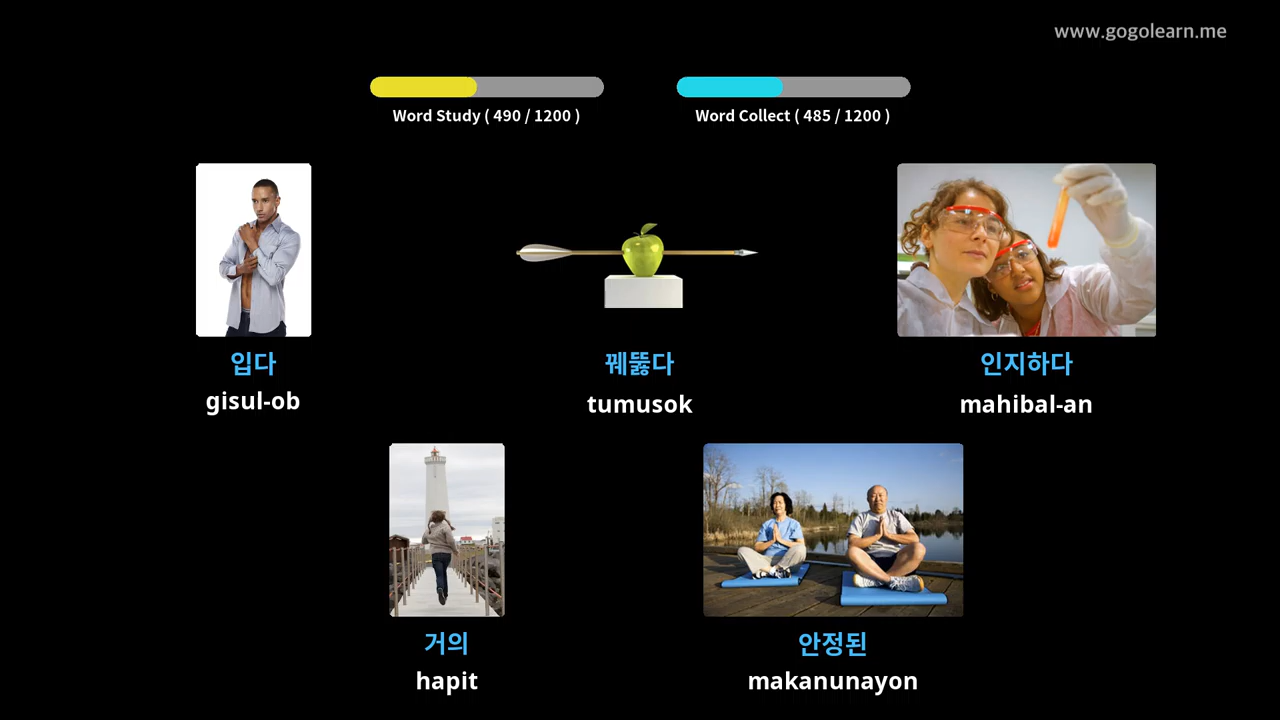 www.gogolearn.me
Word Study ( 490 / 1200 )
Word Collect ( 485 / 1200 )
입다
gisul-ob
꿰뚫다
tumusok
인지하다
mahibal-an
거의
hapit
안정된
makanunayon